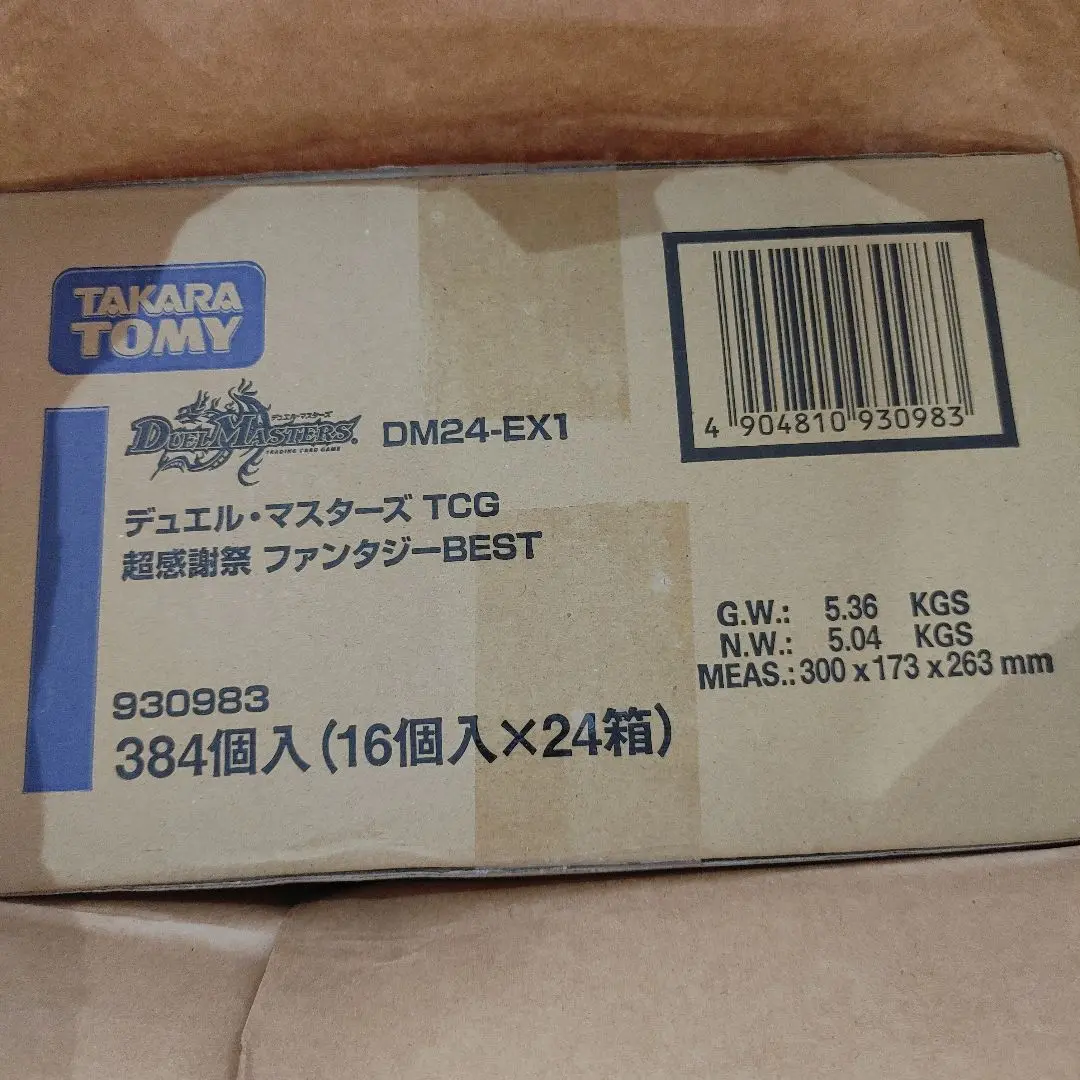 TAKARA
TOMY
デュエル・マスターズ
DUEL MASTERS
TRADING CARD GAME
DM24-EX1
デュエル・マスターズ TCG
超感謝祭 ファンタジーBEST
4 904810 930983
G.W.: 5.36 KGS
N.W.: 5.04 KGS
MEAS.: 300 x 173 x 263 mm
930983
384個入(16個入×24箱)